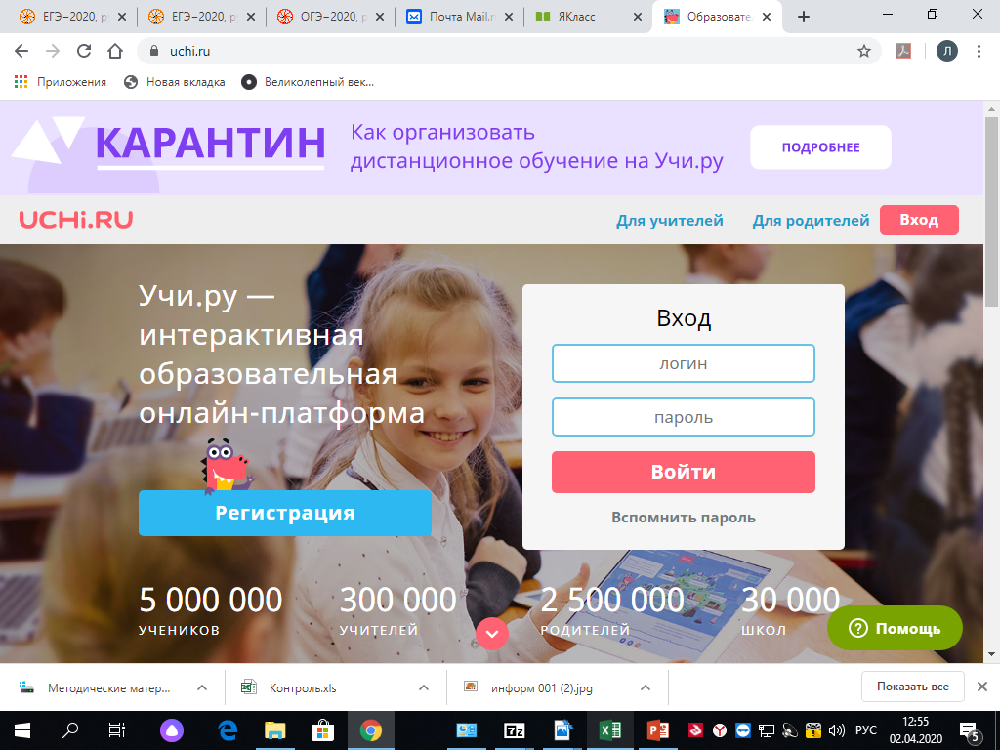 ЕГЭ–2020, ру
ЕГЭ–2020, ру
ОГЭ–2020, р
Почта Mail.r
ЯКласс
Образовате
uchi.ru
Л
Приложения
Новая вкладка
Великолепный век...
КАРАНТИН
Как организовать
дистанционное обучение на Учи.ру
ПОДРОБНЕЕ
UCHi.RU
Для учителей
Для родителей
Вход
Учи.ру —
интерактивная
образовательная
онлайн-платформа
Регистрация
Вход
логин
пароль
Войти
Вспомнить пароль
5 000 000
УЧЕНИКОВ
300 000
УЧИТЕЛЕЙ
2 500 000
РОДИТЕЛЕЙ
30 000
ШКОЛ
Помощь
Методические матер...
Контроль.xls
информ 001 (2).jpg
Показать все
7z
РУС
12:55
02.04.2020
5